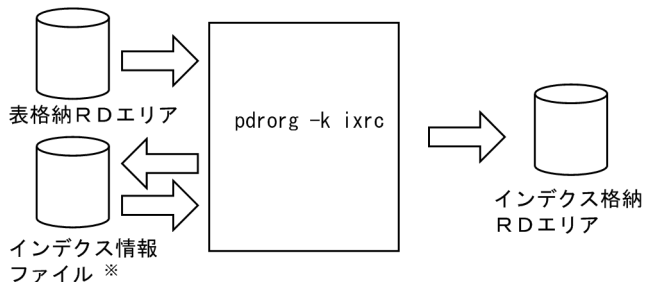 表格納ＲＤエリア
pdrorg -k ixrc
インデクス情報
ファイル ※
インデクス格納
ＲＤエリア